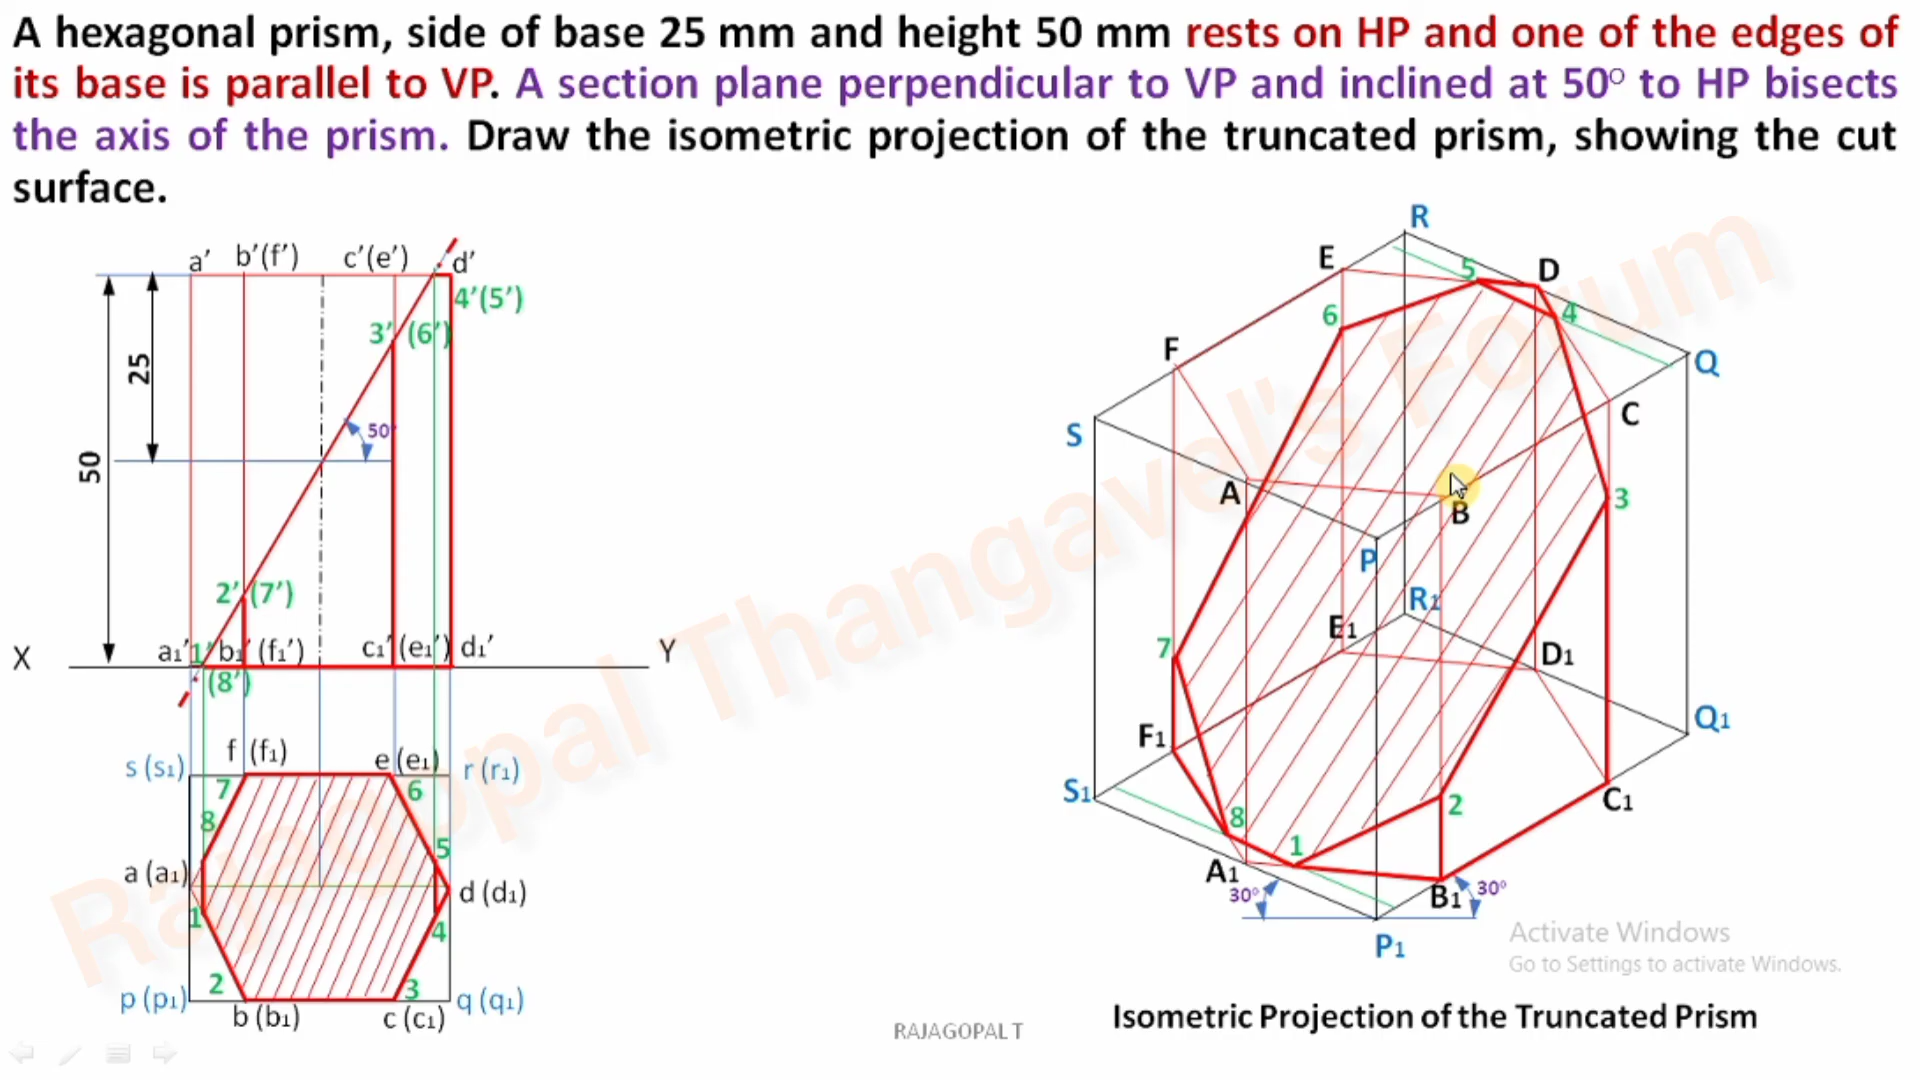 A hexagonal prism, side of base 25 mm and height 50 mm rests on HP and one of the edges of
its base is parallel to VP. A section plane perpendicular to VP and inclined at 50° to HP bisects
the axis of the prism. Draw the isometric projection of the truncated prism, showing the cut
surface.
R
a' b'(f') c'(e') d'
E 5 D
4'(5')
6 4
3' (6')
F Q
25
C
50°
S
50
A 3
B
P
2' (7')
R1
E1
a1' 1' b1' (f1') c1' (e1') d1'
X Y
7 D1
(8')
Q1
F1
f (f1) e (e1)
s (s1) r (r1)
7 6
S1 C1
2
8 8
5 1
a (a1) d (d1)
A1 30° B1 30°
1 4
P1
2 3
p (p1) q (q1)
b (b1) c (c1)
Rajagopal Thangavel's Forum
Activate Windows
Go to Settings to activate Windows.
RAJAGOPAL T
Isometric Projection of the Truncated Prism